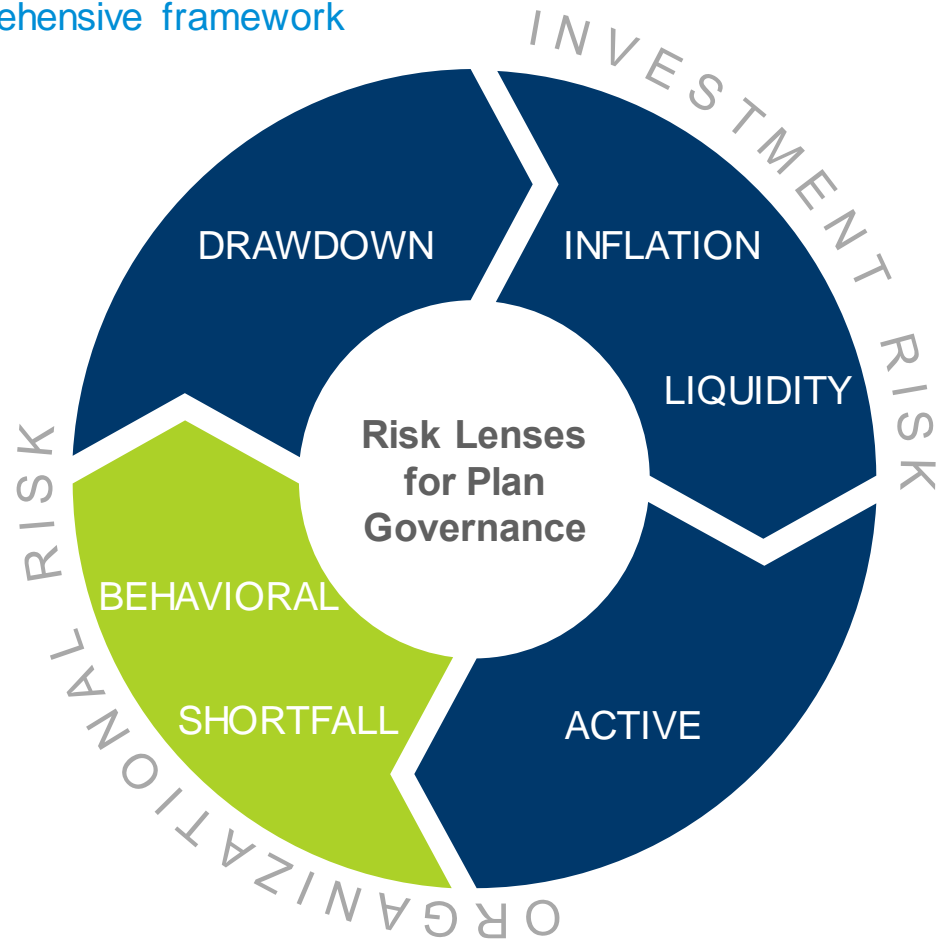 ehensive framework
INVESTMENT RISK
DRAWDOWN
INFLATION
LIQUIDITY
Risk Lenses
for Plan
Governance
BEHAVIORAL
SHORTFALL
ACTIVE
ORGANIZATIONAL RISK